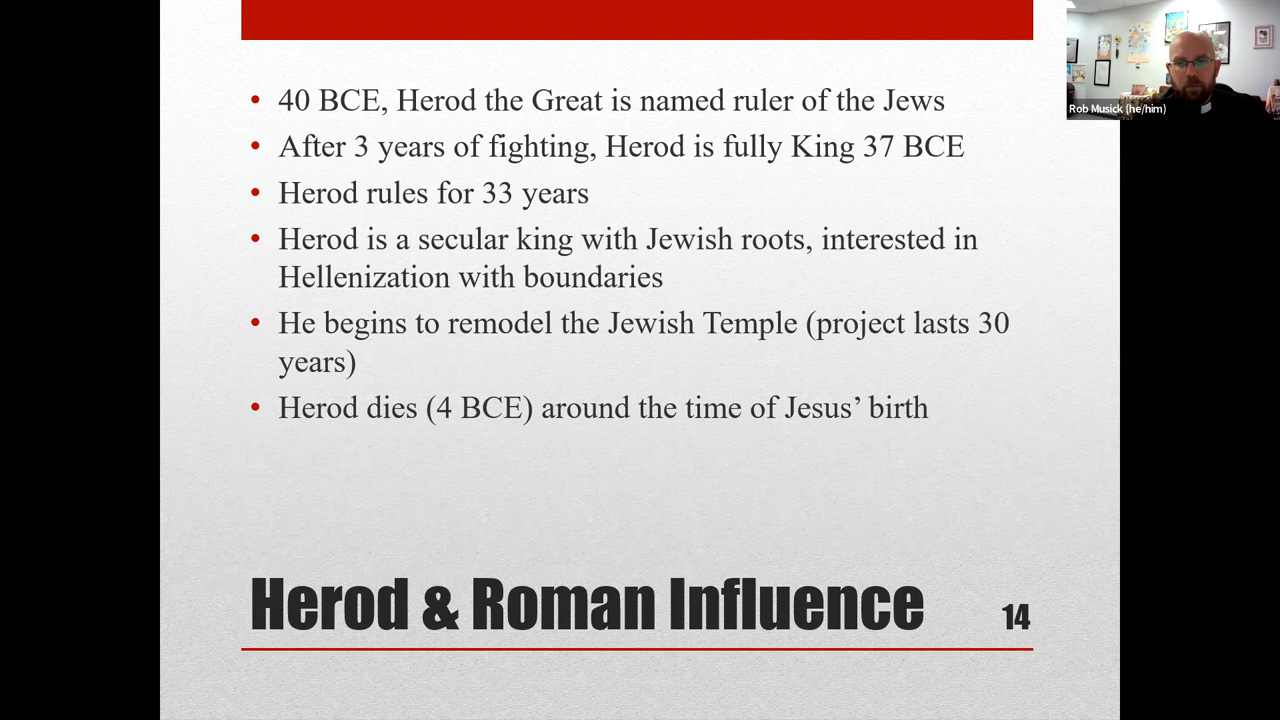 • 40 BCE, Herod the Great is named ruler of the Jews
• After 3 years of fighting, Herod is fully King 37 BCE
• Herod rules for 33 years
• Herod is a secular king with Jewish roots, interested in
Hellenization with boundaries
• He begins to remodel the Jewish Temple (project lasts 30
years)
• Herod dies (4 BCE) around the time of Jesus’ birth
Herod & Roman Influence
14
Rob Musick (he/him)